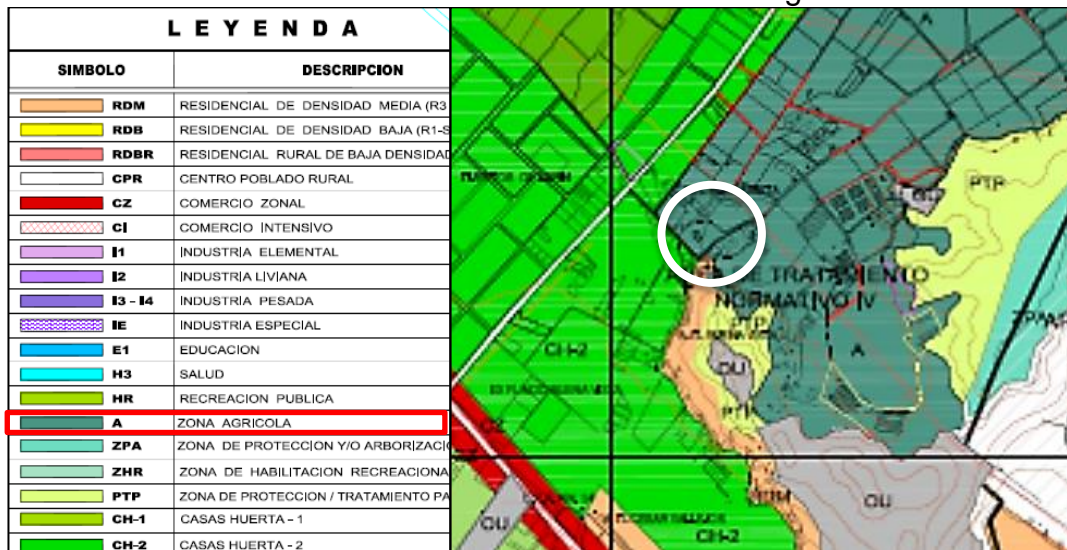 LEYENDA
SIMBOLO DESCRIPCION
RDM RESIDENCIAL DE DENSIDAD MEDIA (R3
RDB RESIDENCIAL DE DENSIDAD BAJA (R1-S
RDBR RESIDENCIAL RURAL DE BAJA DENSIDAD
CPR CENTRO POBLADO RURAL
CZ COMERCIO ZONAL
CI COMERCIO INTENSIVO
I1 INDUSTRIA ELEMENTAL
I2 INDUSTRIA LIVIANA
I3 - I4 INDUSTRIA PESADA
IE INDUSTRIA ESPECIAL
E1 EDUCACION
H3 SALUD
HR RECREACION PUBLICA
A ZONA AGRICOLA
ZPA ZONA DE PROTECCION Y/O ARBORIZACIO
ZHR ZONA DE HABILITACION RECREACIONA
PTP ZONA DE PROTECCION / TRATAMIENTO PA
CH-1 CASAS HUERTA - 1
CH-2 CASAS HUERTA - 2
A
PTP
OU
DE TRATAMIENTO
NORMATIVO IV
PTP
CH-2
A
OU
PTP
CZ
OU
OU
CH-2